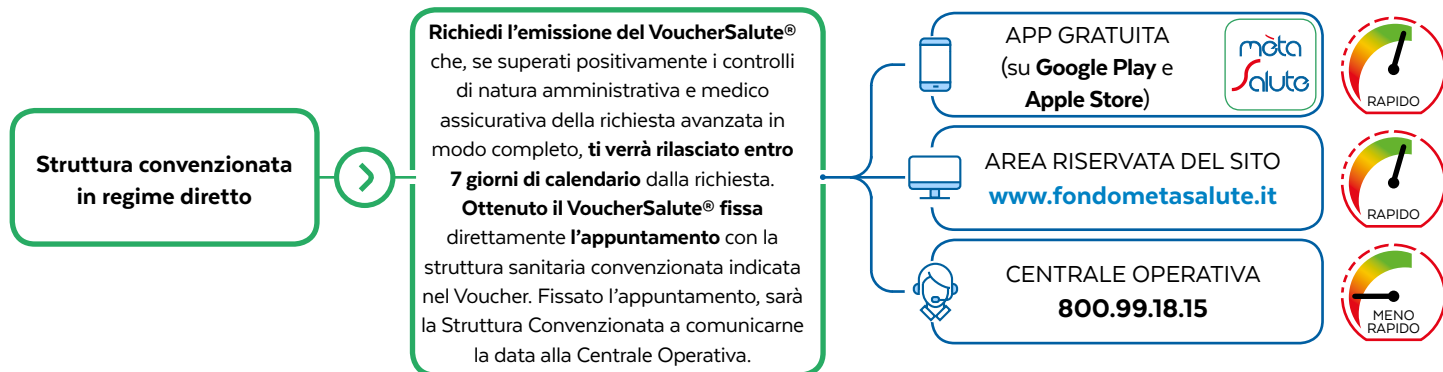 Struttura convenzionata
in regime diretto
Richiedi l'emissione del VoucherSalute®
che, se superati positivamente i controlli
di natura amministrativa e medico
assicurativa della richiesta avanzata in
modo completo, ti verrà rilasciato entro
7 giorni di calendario dalla richiesta.
Ottenuto il VoucherSalute® fissa
direttamente l'appuntamento con la
struttura sanitaria convenzionata indicata
nel Voucher. Fissato l'appuntamento, sarà
la Struttura Convenzionata a comunicarne
la data alla Centrale Operativa.
APP GRATUITA
(su Google Play e
Apple Store)
mèta
Salute
RAPIDO
AREA RISERVATA DEL SITO
www.fondometasalute.it
RAPIDO
CENTRALE OPERATIVA
800.99.18.15
MENO
RAPIDO